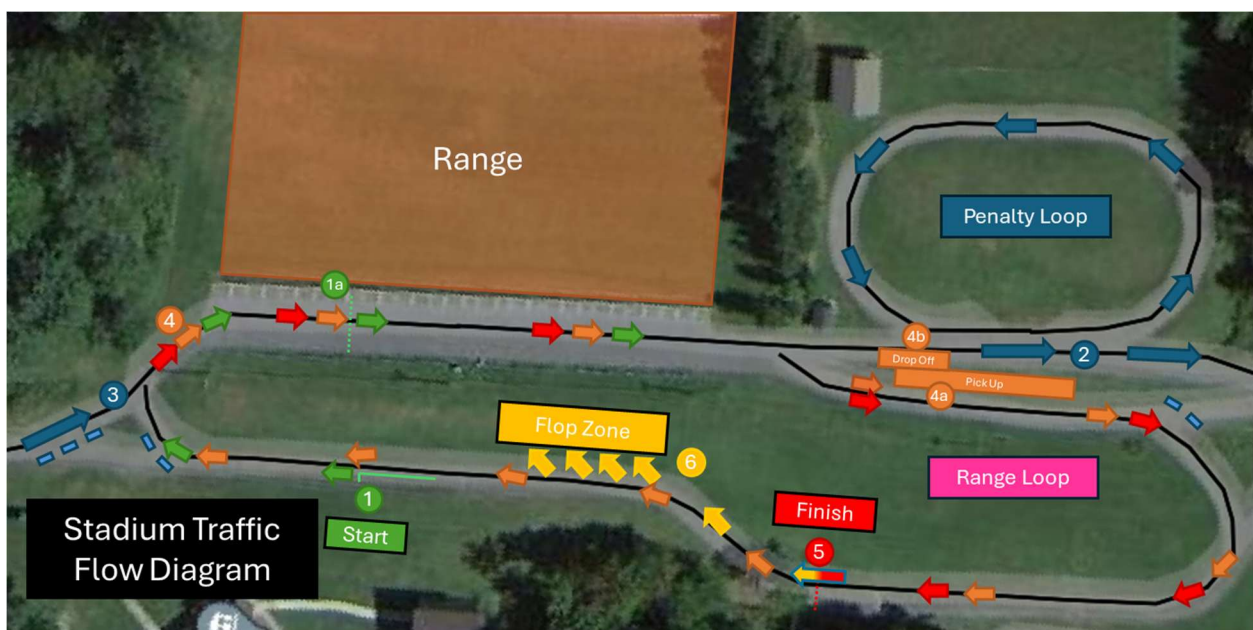 Range
1a
Penalty Loop
4
4b
2
Drop Off
Pick Up
4a
3
Flop Zone
6
Range Loop
1
Start
Finish
5
Stadium Traffic
Flow Diagram